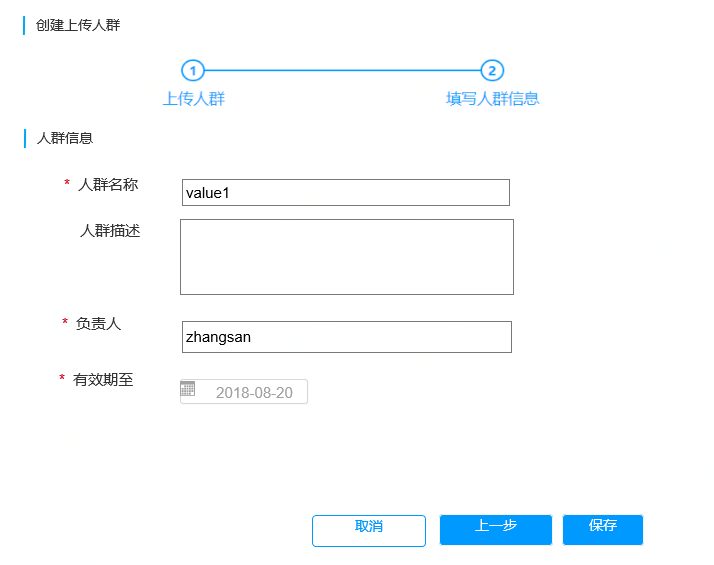 创建上传人群
1 2
上传人群 填写人群信息
人群信息
* 人群名称 value1
人群描述
* 负责人 zhangsan
* 有效期至 2018-08-20
取消 上一步 保存